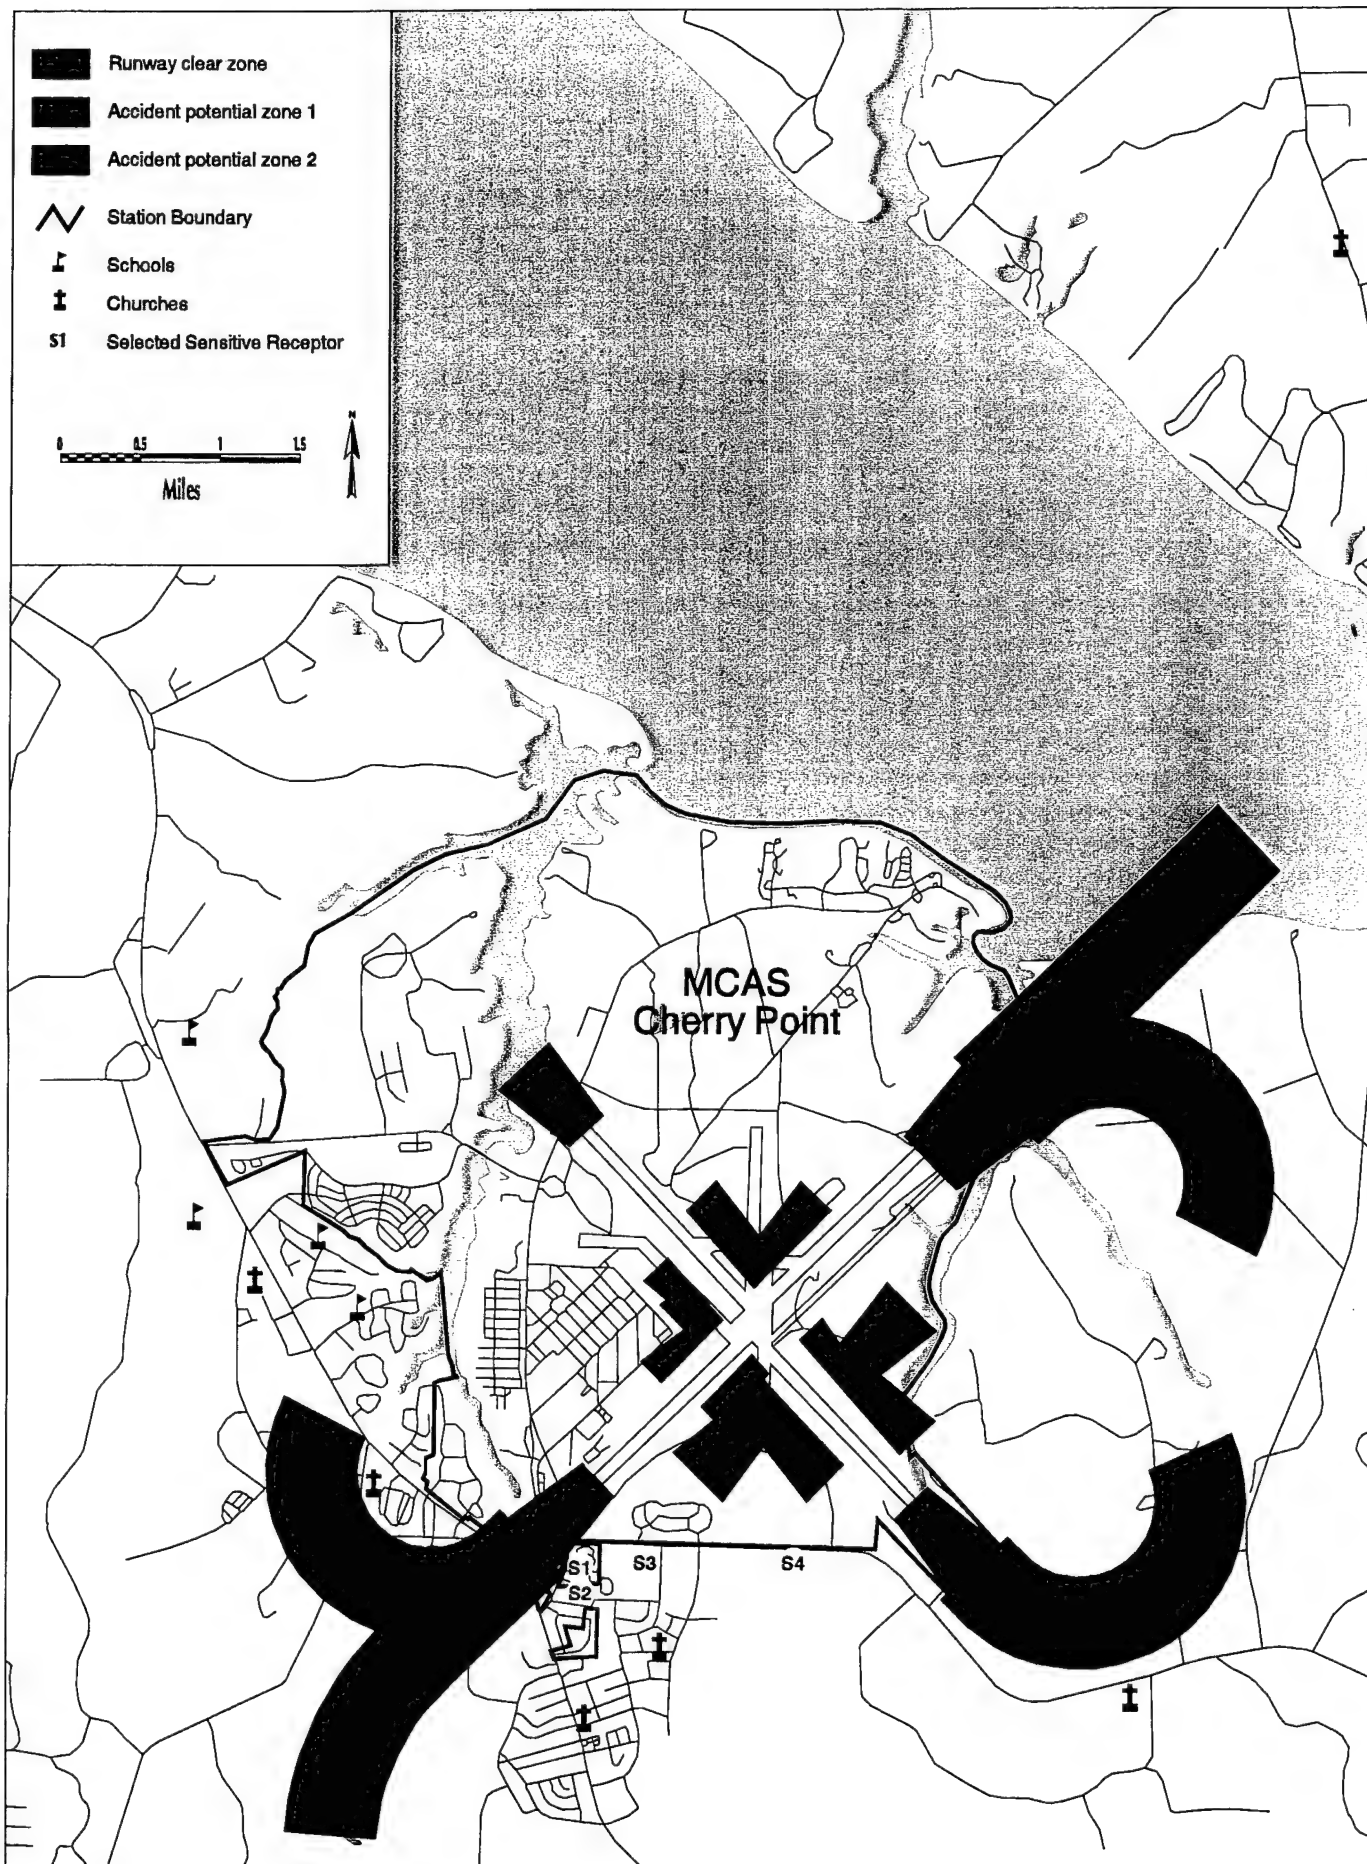 Runway clear zone
Accident potential zone 1
Accident potential zone 2
Station Boundary
Schools
Churches
S1 Selected Sensitive Receptor
N
0 0.5 1 1.5
Miles
MCAS
Cherry Point
S1 S3 S4
S2